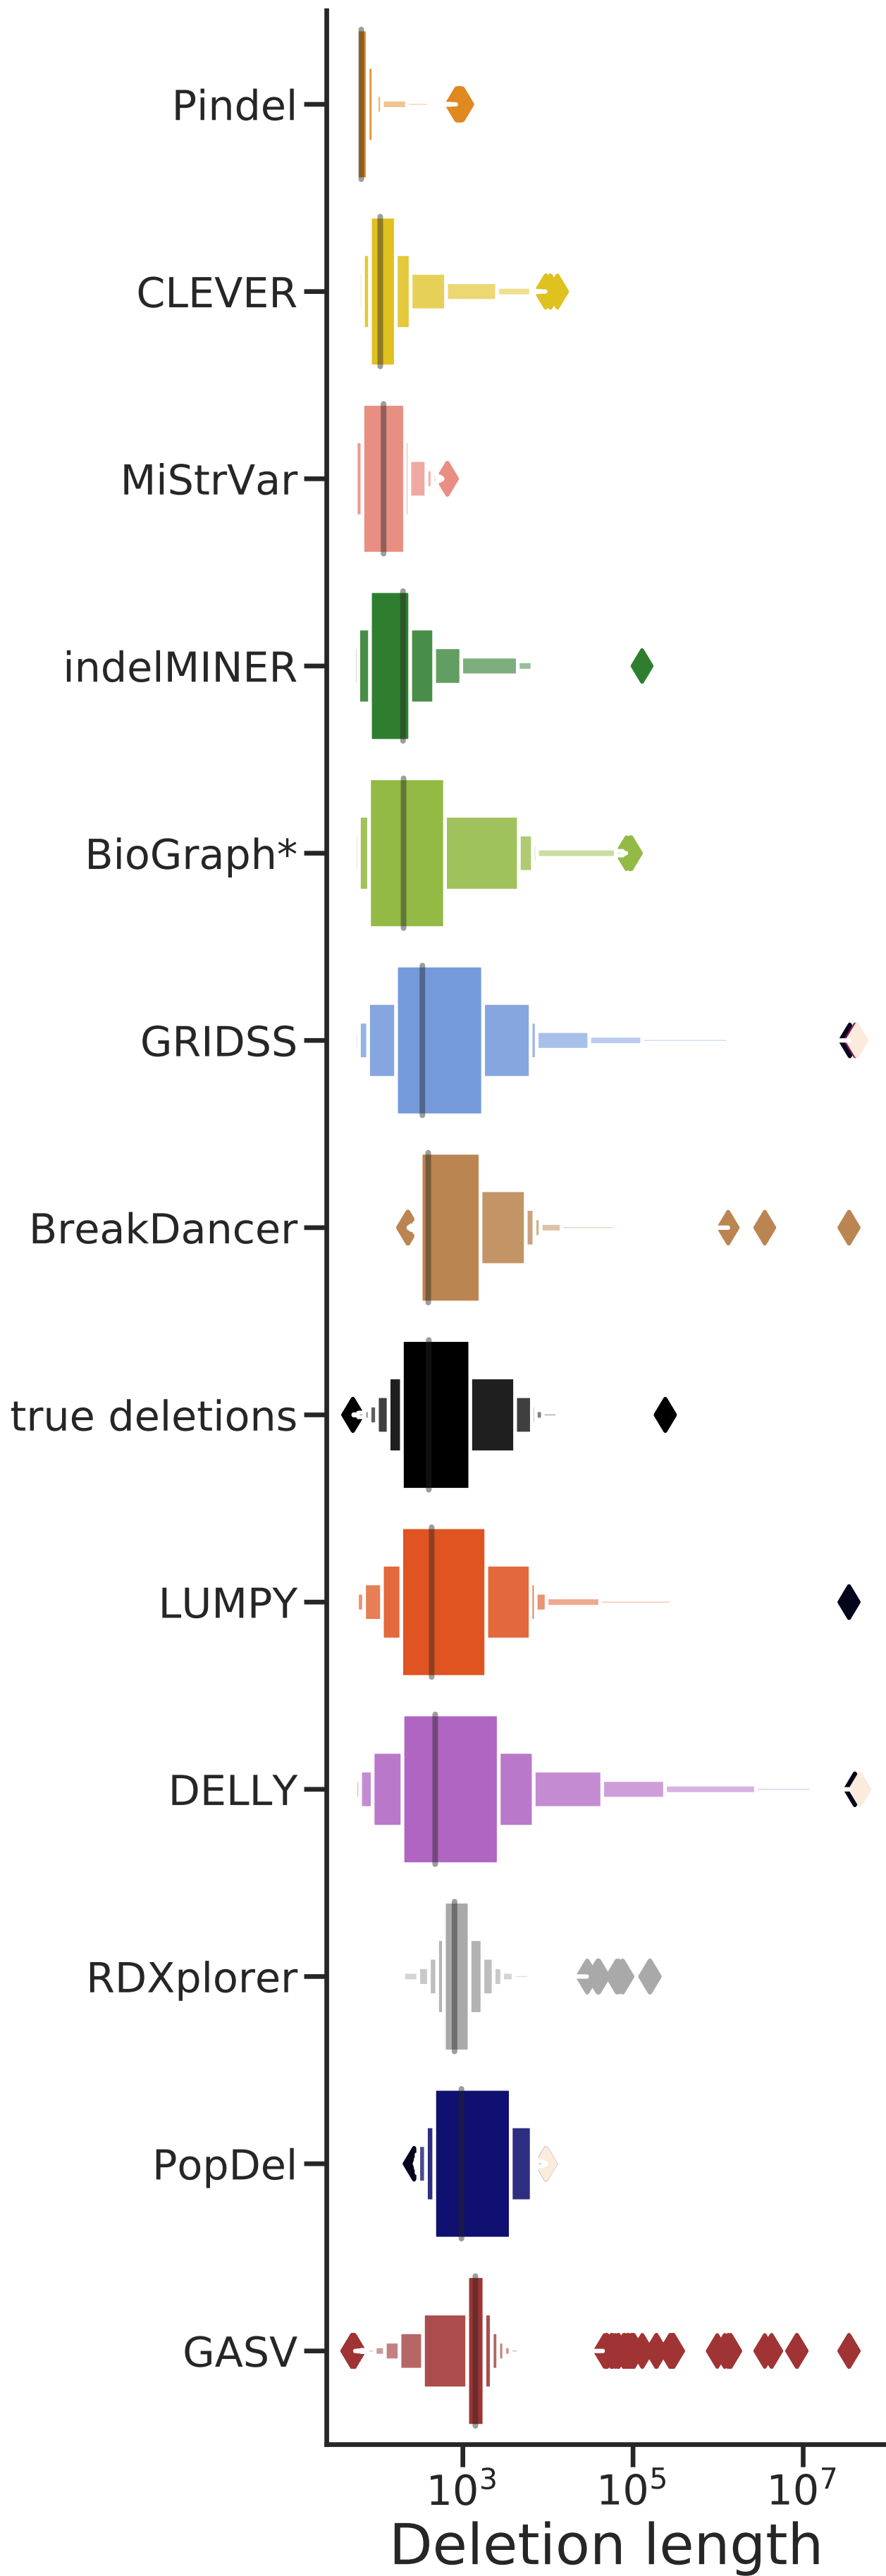 Pindel
CLEVER
MiStrVar
indelMINER
BioGraph*
GRIDSS
BreakDancer
true deletions
LUMPY
DELLY
RDXplorer
PopDel
GASV
10³ 10⁵ 10⁷
Deletion length